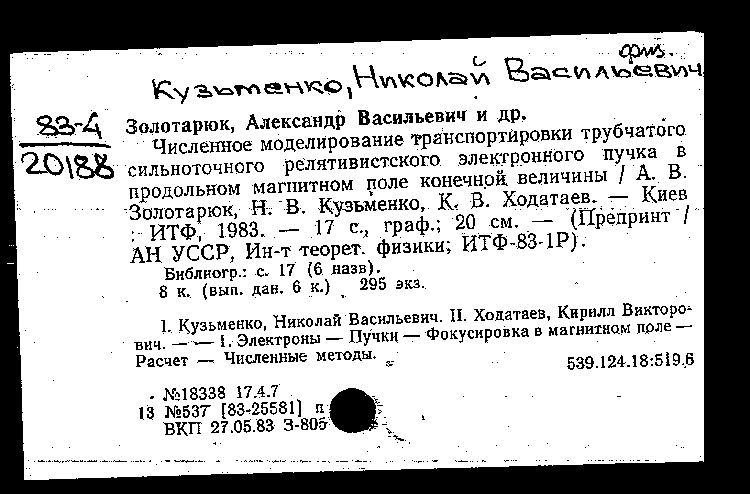 физ.
Кузьменко, Николай Васильевич
83-4
20188
Золотарюк, Александр Васильевич и др.
Численное моделирование транспортировки трубчатого
сильноточного релятивистского электронного пучка в
продольном магнитном поле конечной величины / А. В.
Золотарюк, Н. В. Кузьменко, К. В. Ходатаев. — Киев
: ИТФ, 1983. — 17 с., граф.; 20 см. — (Препринт /
АН УССР, Ин-т теорет. физики; ИТФ-83-1Р).
Библиогр.: с. 17 (6 назв).
8 к. (вып. дан. 6 к.) 295 экз.
I. Кузьменко, Николай Васильевич. II. Ходатаев, Кирилл Викторо-
вич. — — 1. Электроны — Пучки — Фокусировка в магнитном поле —
Расчет — Численные методы.
539.124.18:519.6
№18338 17.4.7
13 №537 [83-25581] п
ВКП 27.05.83 З-805